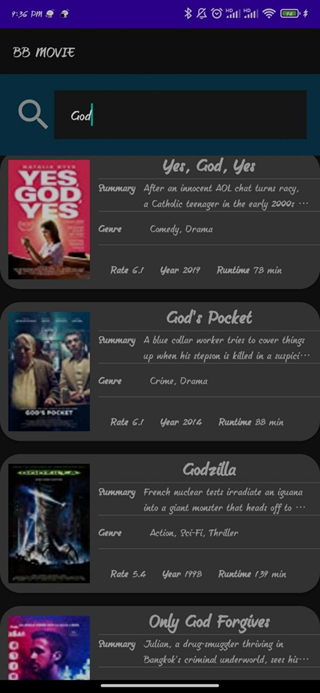 9:36 PM
BB MOVIE
God
Yes, God, Yes
Summary After an innocent AOL chat turns racy,
a Catholic teenager in the early 2000s ...
Genre Comedy, Drama
Rate 6.1 Year 2019 Runtime 78 min
YES,
GOD,
YES
God's Pocket
Summary A blue collar worker tries to cover things
up when his stepson is killed in a suspici...
Genre Crime, Drama
Rate 6.1 Year 2014 Runtime 88 min
GOD'S POCKET
Godzilla
Summary French nuclear tests irradiate an iguana
into a giant monster that heads off to ...
Genre Action, Sci-Fi, Thriller
Rate 5.4 Year 1998 Runtime 139 min
GODZILLA
Only God Forgives
Summary Julian, a drug-smuggler thriving in
Bangkok's criminal underworld, sees his...